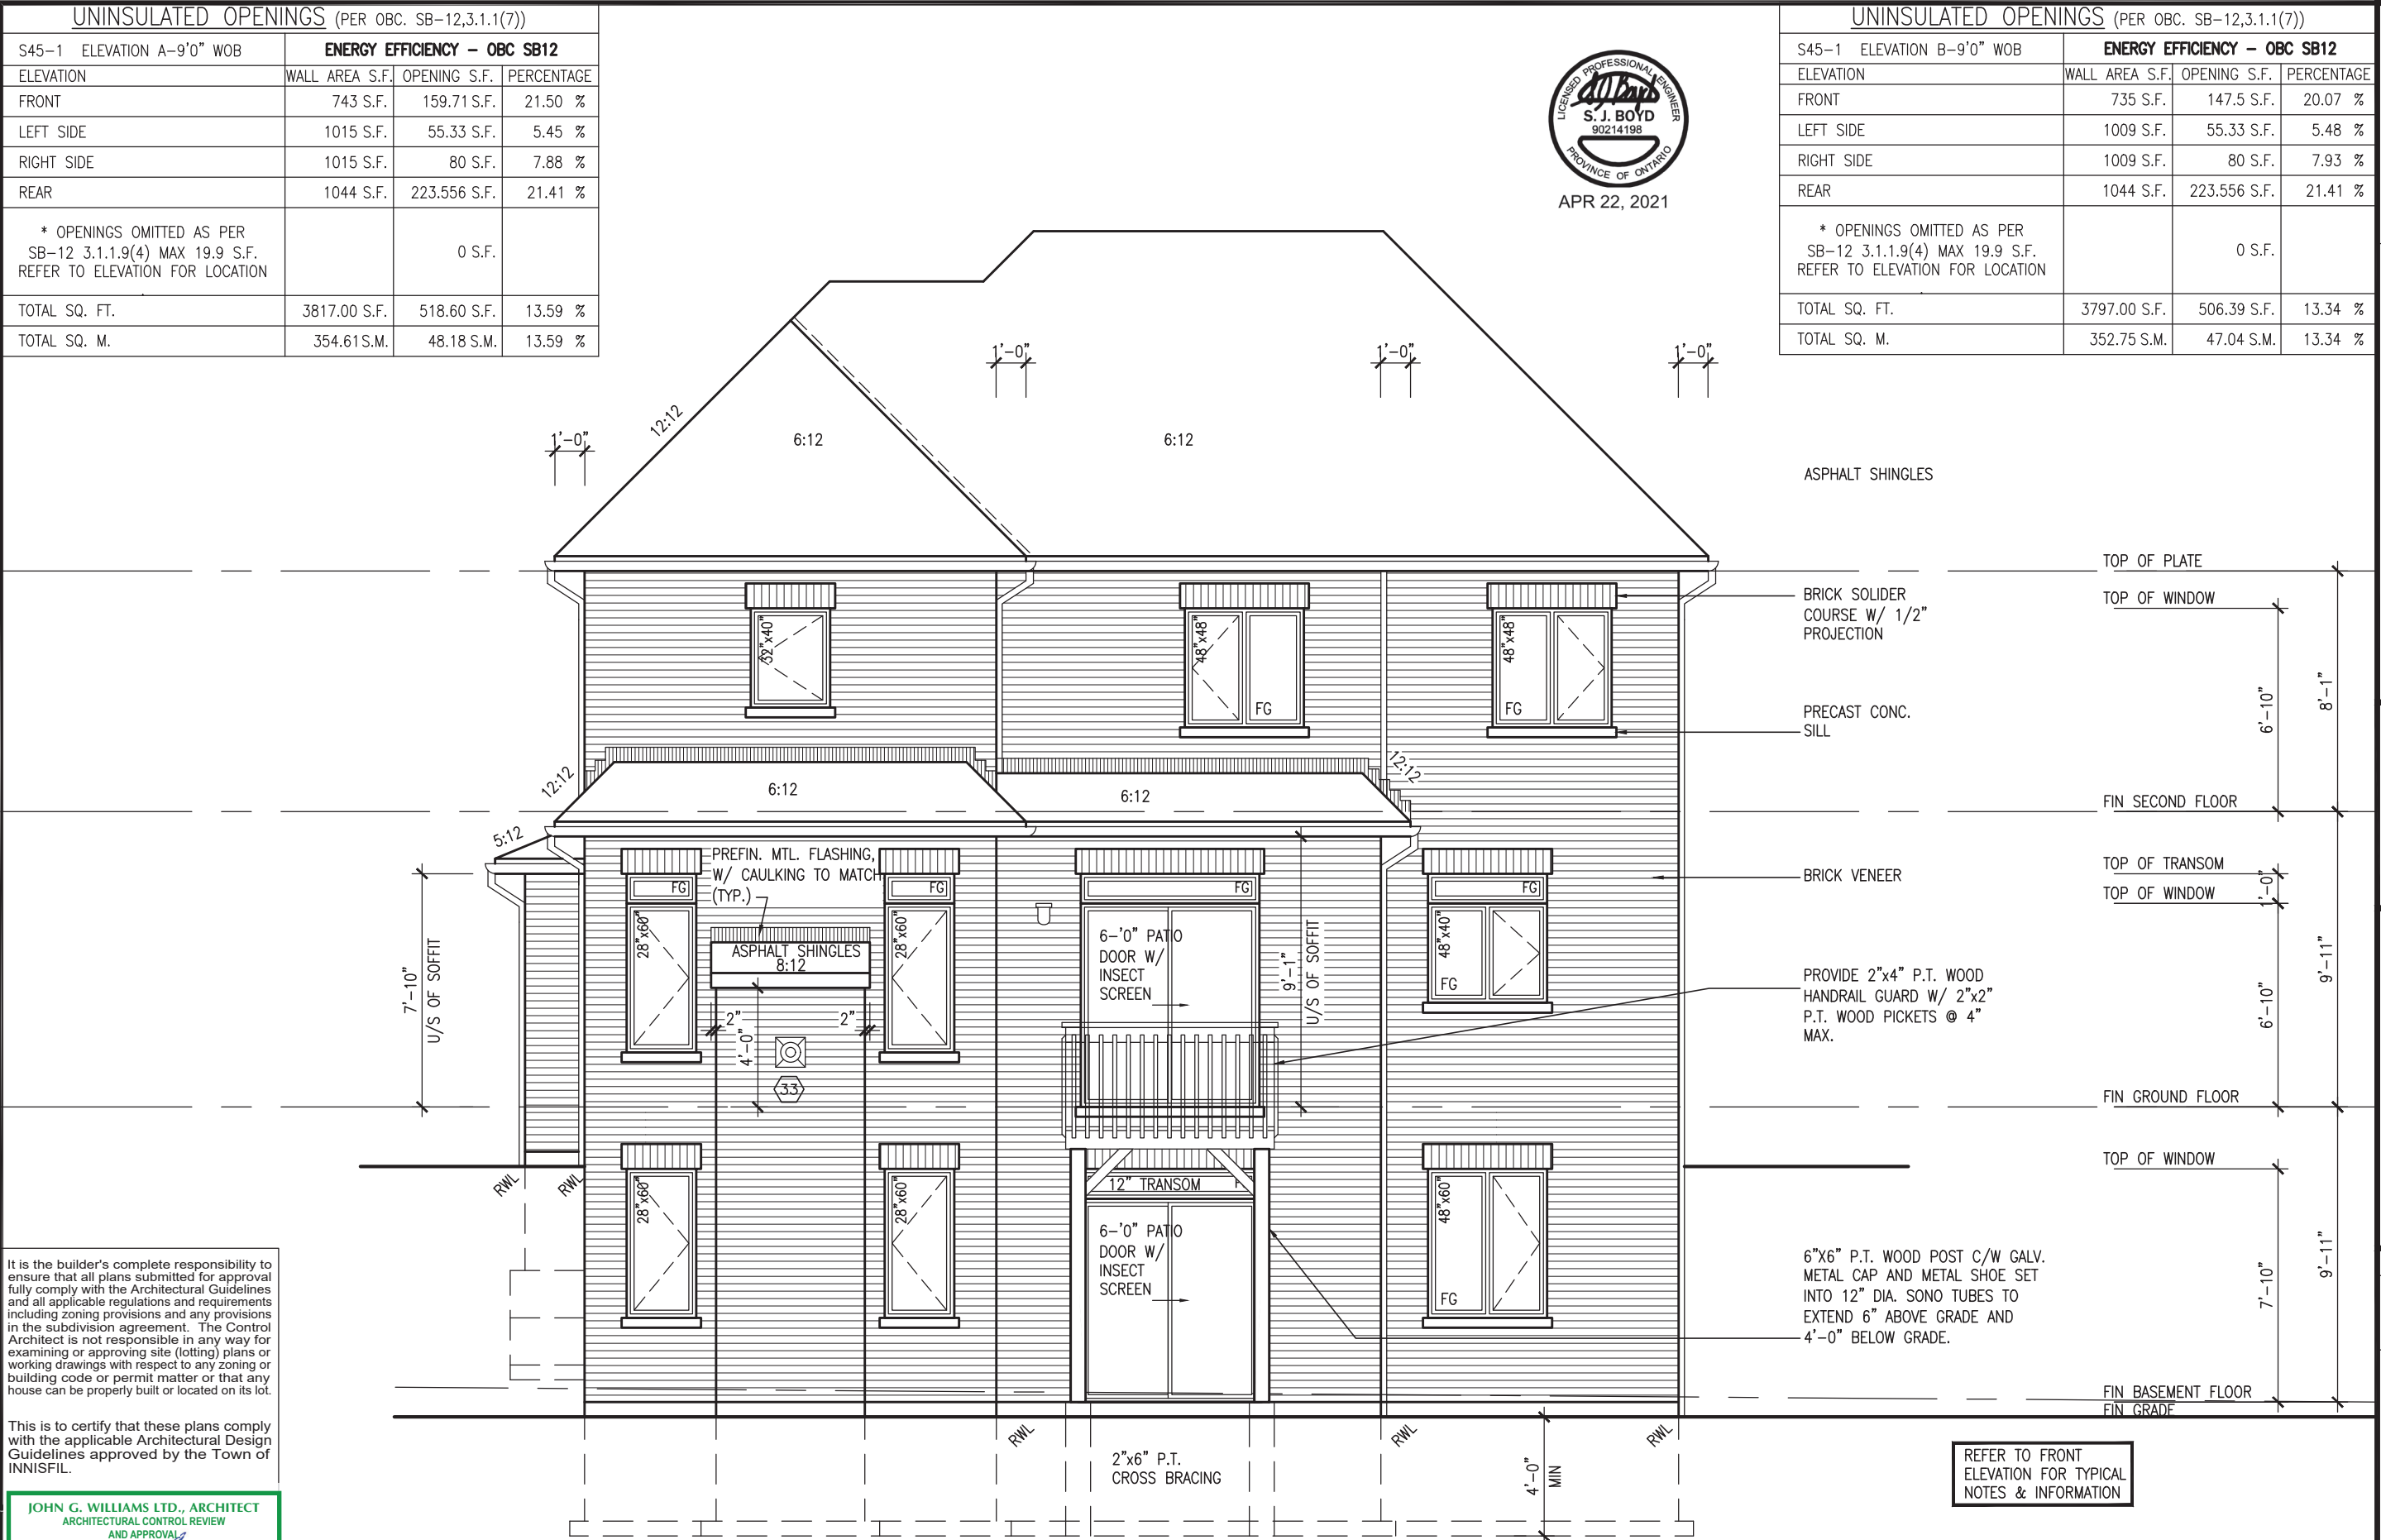 UNINSULATED OPENINGS (PER OBC. SB-12,3.1.1(7))
S45-1 ELEVATION A-9'0" WOB ENERGY EFFICIENCY - OBC SB12
ELEVATION WALL AREA S.F. OPENING S.F. PERCENTAGE
FRONT 743 S.F. 159.71 S.F. 21.50 %
LEFT SIDE 1015 S.F. 55.33 S.F. 5.45 %
RIGHT SIDE 1015 S.F. 80 S.F. 7.88 %
REAR 1044 S.F. 223.556 S.F. 21.41 %
* OPENINGS OMITTED AS PER
SB-12 3.1.1.9(4) MAX 19.9 S.F. 0 S.F.
REFER TO ELEVATION FOR LOCATION
TOTAL SQ. FT. 3817.00 S.F. 518.60 S.F. 13.59 %
TOTAL SQ. M. 354.61 S.M. 48.18 S.M. 13.59 %
LICENSED PROFESSIONAL ENGINEER
S. J. BOYD
90214198
PROVINCE OF ONTARIO
APR 22, 2021
UNINSULATED OPENINGS (PER OBC. SB-12,3.1.1(7))
S45-1 ELEVATION B-9'0" WOB ENERGY EFFICIENCY - OBC SB12
ELEVATION WALL AREA S.F. OPENING S.F. PERCENTAGE
FRONT 735 S.F. 147.5 S.F. 20.07 %
LEFT SIDE 1009 S.F. 55.33 S.F. 5.48 %
RIGHT SIDE 1009 S.F. 80 S.F. 7.93 %
REAR 1044 S.F. 223.556 S.F. 21.41 %
* OPENINGS OMITTED AS PER
SB-12 3.1.1.9(4) MAX 19.9 S.F. 0 S.F.
REFER TO ELEVATION FOR LOCATION
TOTAL SQ. FT. 3797.00 S.F. 506.39 S.F. 13.34 %
TOTAL SQ. M. 352.75 S.M. 47.04 S.M. 13.34 %
1'-0" 1'-0" 1'-0"
1'-0"
12:12
6:12 6:12
ASPHALT SHINGLES
TOP OF PLATE
BRICK SOLIDER
COURSE W/ 1/2"
PROJECTION
TOP OF WINDOW
32"x40"
48"x48"
FG
48"x48"
FG
PRECAST CONC.
SILL
6'-10"
8'-1"
12:12
6:12
6:12
12:12
FIN SECOND FLOOR
5:12
PREFIN. MTL. FLASHING,
W/ CAULKING TO MATCH
(TYP.)
FG
FG
FG
FG
TOP OF TRANSOM
1'-0"
BRICK VENEER
TOP OF WINDOW
28"x60"
28"x60"
ASPHALT SHINGLES
8:12
6-'0" PATIO
DOOR W/
INSECT
SCREEN
9'-1"
U/S OF SOFFIT
48"x40"
FG
7'-10"
U/S OF SOFFIT
2" 2"
4'-0"
33
PROVIDE 2"x4" P.T. WOOD
HANDRAIL GUARD W/ 2"x2"
P.T. WOOD PICKETS @ 4"
MAX.
6'-10"
9'-11"
FIN GROUND FLOOR
TOP OF WINDOW
RWL
RWL
28"x60"
28"x60"
12" TRANSOM F
6-'0" PATIO
DOOR W/
INSECT
SCREEN
48"x60"
FG
6"X6" P.T. WOOD POST C/W GALV.
METAL CAP AND METAL SHOE SET
INTO 12" DIA. SONO TUBES TO
EXTEND 6" ABOVE GRADE AND
4'-0" BELOW GRADE.
7'-10"
9'-11"
FIN BASEMENT FLOOR
FIN GRADE
RWL
RWL
RWL
2"x6" P.T.
CROSS BRACING
4'-0"
MIN
REFER TO FRONT
ELEVATION FOR TYPICAL
NOTES & INFORMATION
It is the builder's complete responsibility to
ensure that all plans submitted for approval
fully comply with the Architectural Guidelines
and all applicable regulations and requirements
including zoning provisions and any provisions
in the subdivision agreement. The Control
Architect is not responsible in any way for
examining or approving site (lotting) plans or
working drawings with respect to any zoning or
building code or permit matter or that any
house can be properly built or located on its lot.
This is to certify that these plans comply
with the applicable Architectural Design
Guidelines approved by the Town of
INNISFIL.
JOHN G. WILLIAMS LTD., ARCHITECT
ARCHITECTURAL CONTROL REVIEW
AND APPROVAL